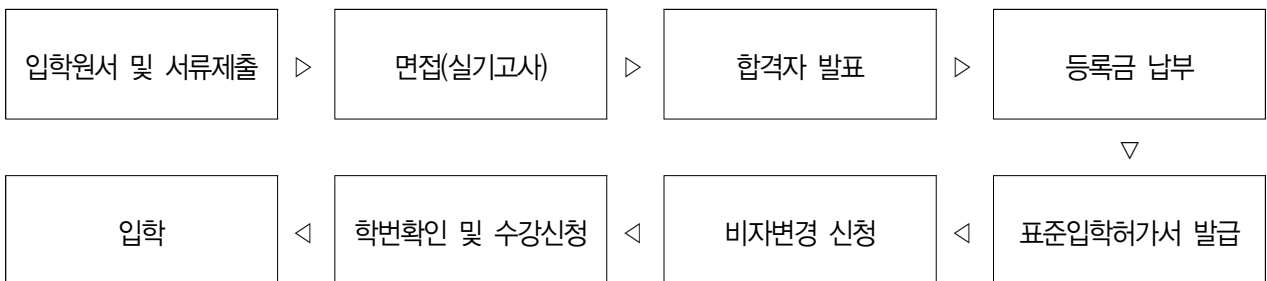 입학원서 및 서류제출 ▷ 면접(실기고사) ▷ 합격자 발표 ▷ 등록금 납부
▽
입학 ◁ 학번확인 및 수강신청 ◁ 비자변경 신청 ◁ 표준입학허가서 발급